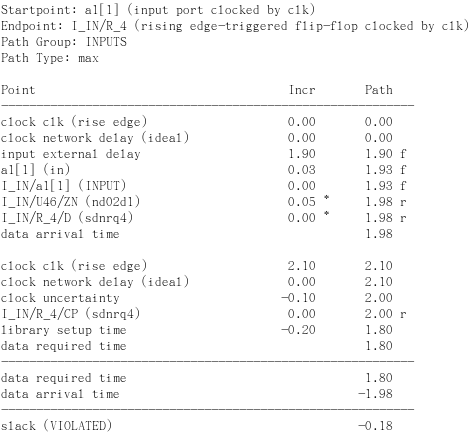 Startpoint: al[1] (input port clocked by clk)
Endpoint: I_IN/R_4 (rising edge-triggered flip-flop clocked by clk)
Path Group: INPUTS
Path Type: max
Point Incr Path
clock clk (rise edge) 0.00 0.00
clock network delay (ideal) 0.00 0.00
input external delay 1.90 1.90 f
al[1] (in) 0.03 1.93 f
I_IN/al[1] (INPUT) 0.00 1.93 f
I_IN/U46/ZN (nd02d1) 0.05 * 1.98 r
I_IN/R_4/D (sdnrq4) 0.00 * 1.98 r
data arrival time 1.98
clock clk (rise edge) 2.10 2.10
clock network delay (ideal) 0.00 2.10
clock uncertainty -0.10 2.00
I_IN/R_4/CP (sdnrq4) 0.00 2.00 r
library setup time -0.20 1.80
data required time 1.80
data required time 1.80
data arrival time -1.98
slack (VIOLATED) -0.18